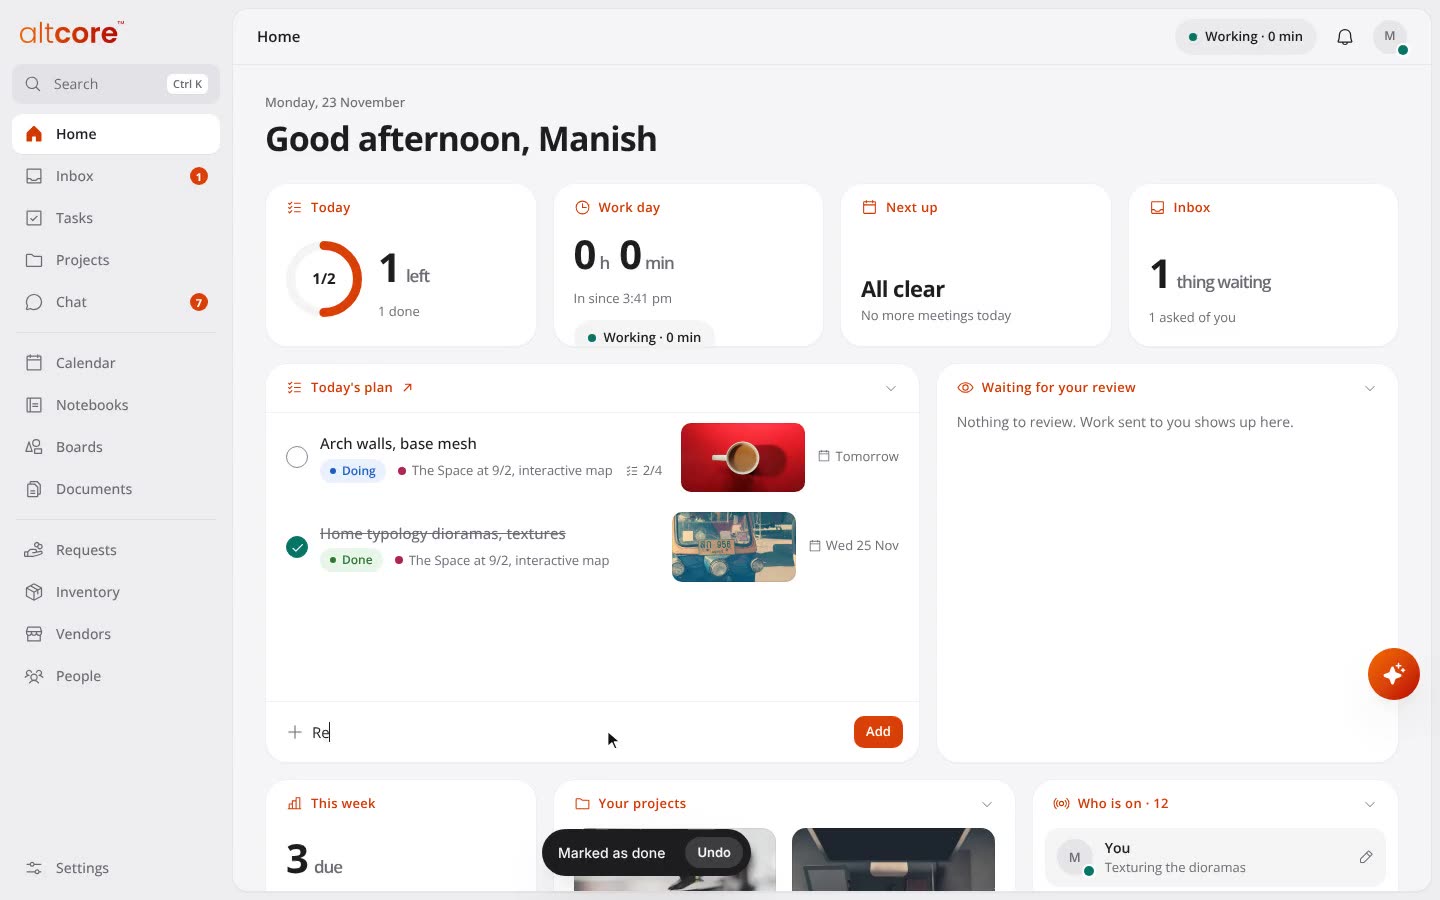 altcore™
Search
Ctrl K
Home
Inbox
1
Tasks
Projects
Chat
7
Calendar
Notebooks
Boards
Documents
Requests
Inventory
Vendors
People
Settings
Home
Working · 0 min
M
Monday, 23 November
Good afternoon, Manish
Today
1/2
1 left
1 done
Work day
0 h 0 min
In since 3:41 pm
Working · 0 min
Next up
All clear
No more meetings today
Inbox
1 thing waiting
1 asked of you
Today's plan
Arch walls, base mesh
Doing
The Space at 9/2, interactive map
2/4
Tomorrow
Home typology dioramas, textures
Done
The Space at 9/2, interactive map
Wed 25 Nov
Re
Add
Waiting for your review
Nothing to review. Work sent to you shows up here.
This week
3 due
Your projects
Marked as done
Undo
Who is on · 12
M
You
Texturing the dioramas